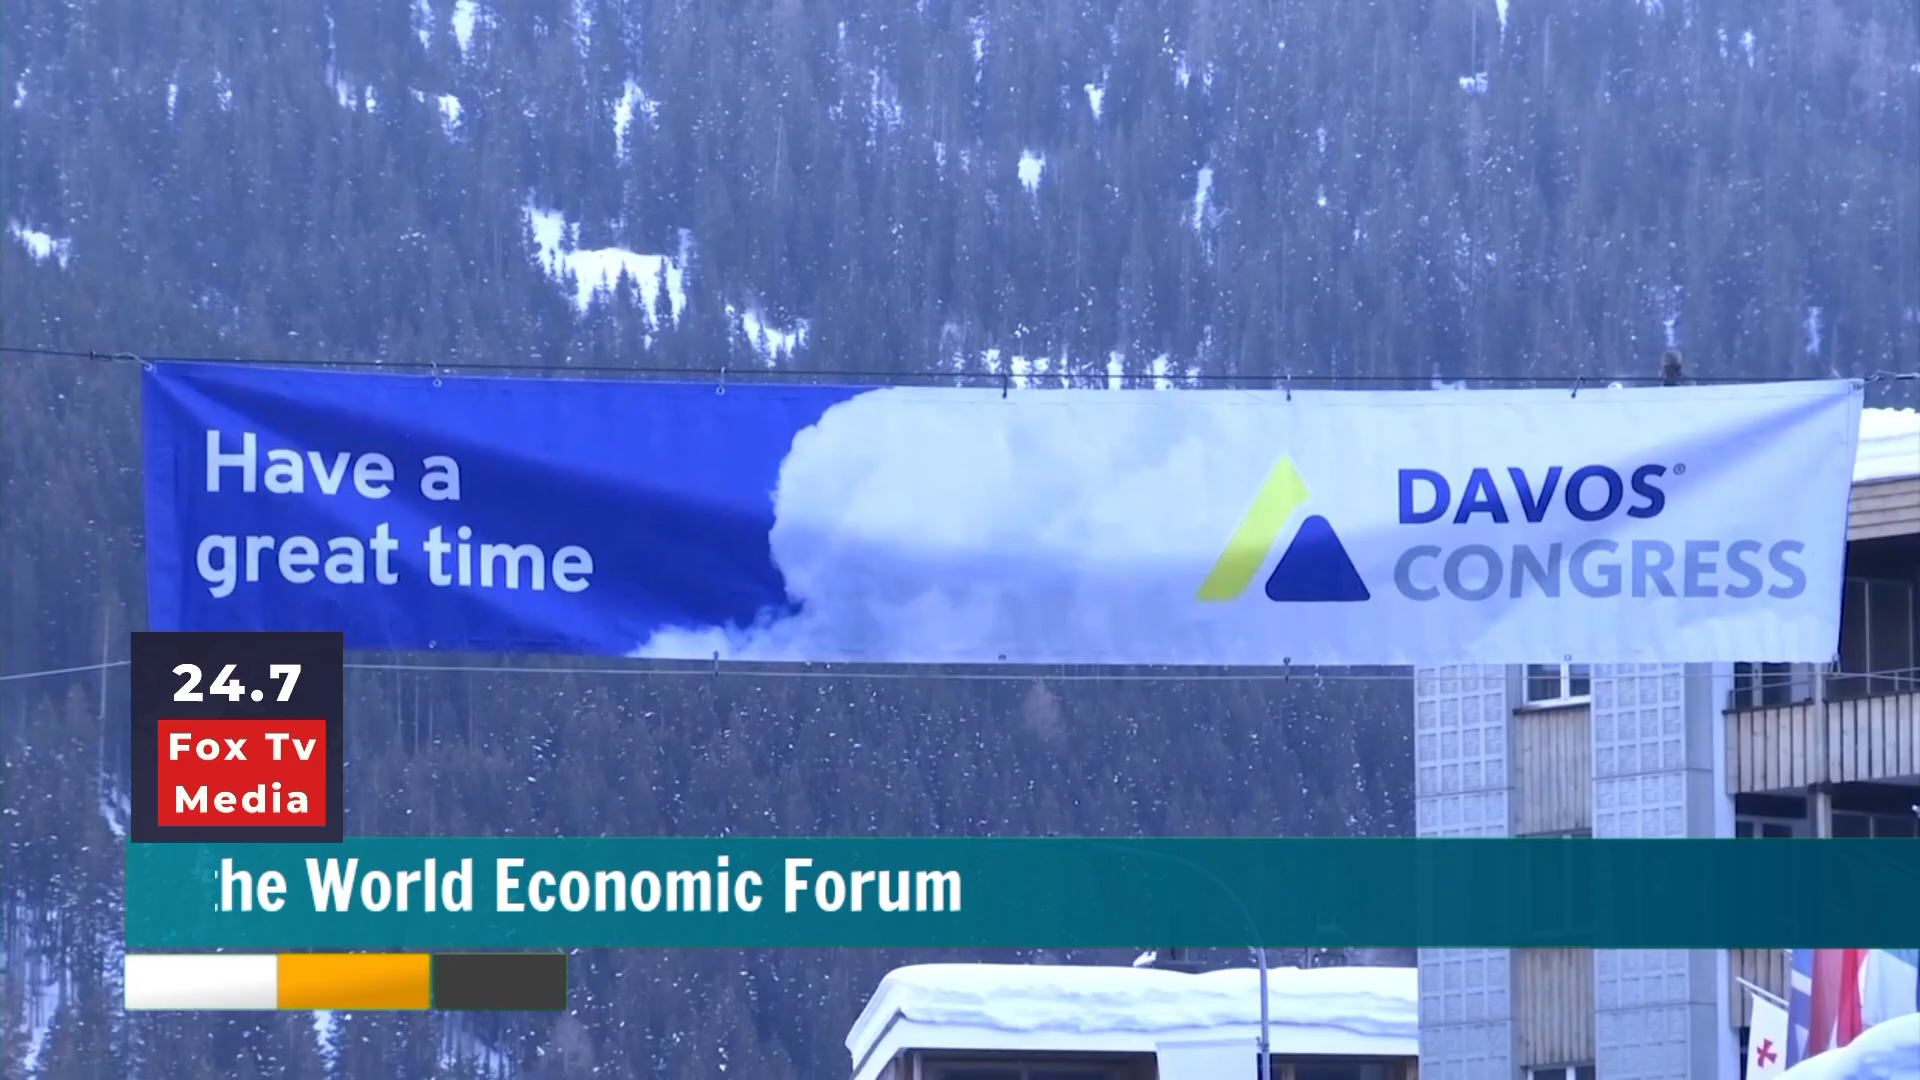 Have a
great time
DAVOS®
CONGRESS
24.7
Fox Tv
Media
he World Economic Forum